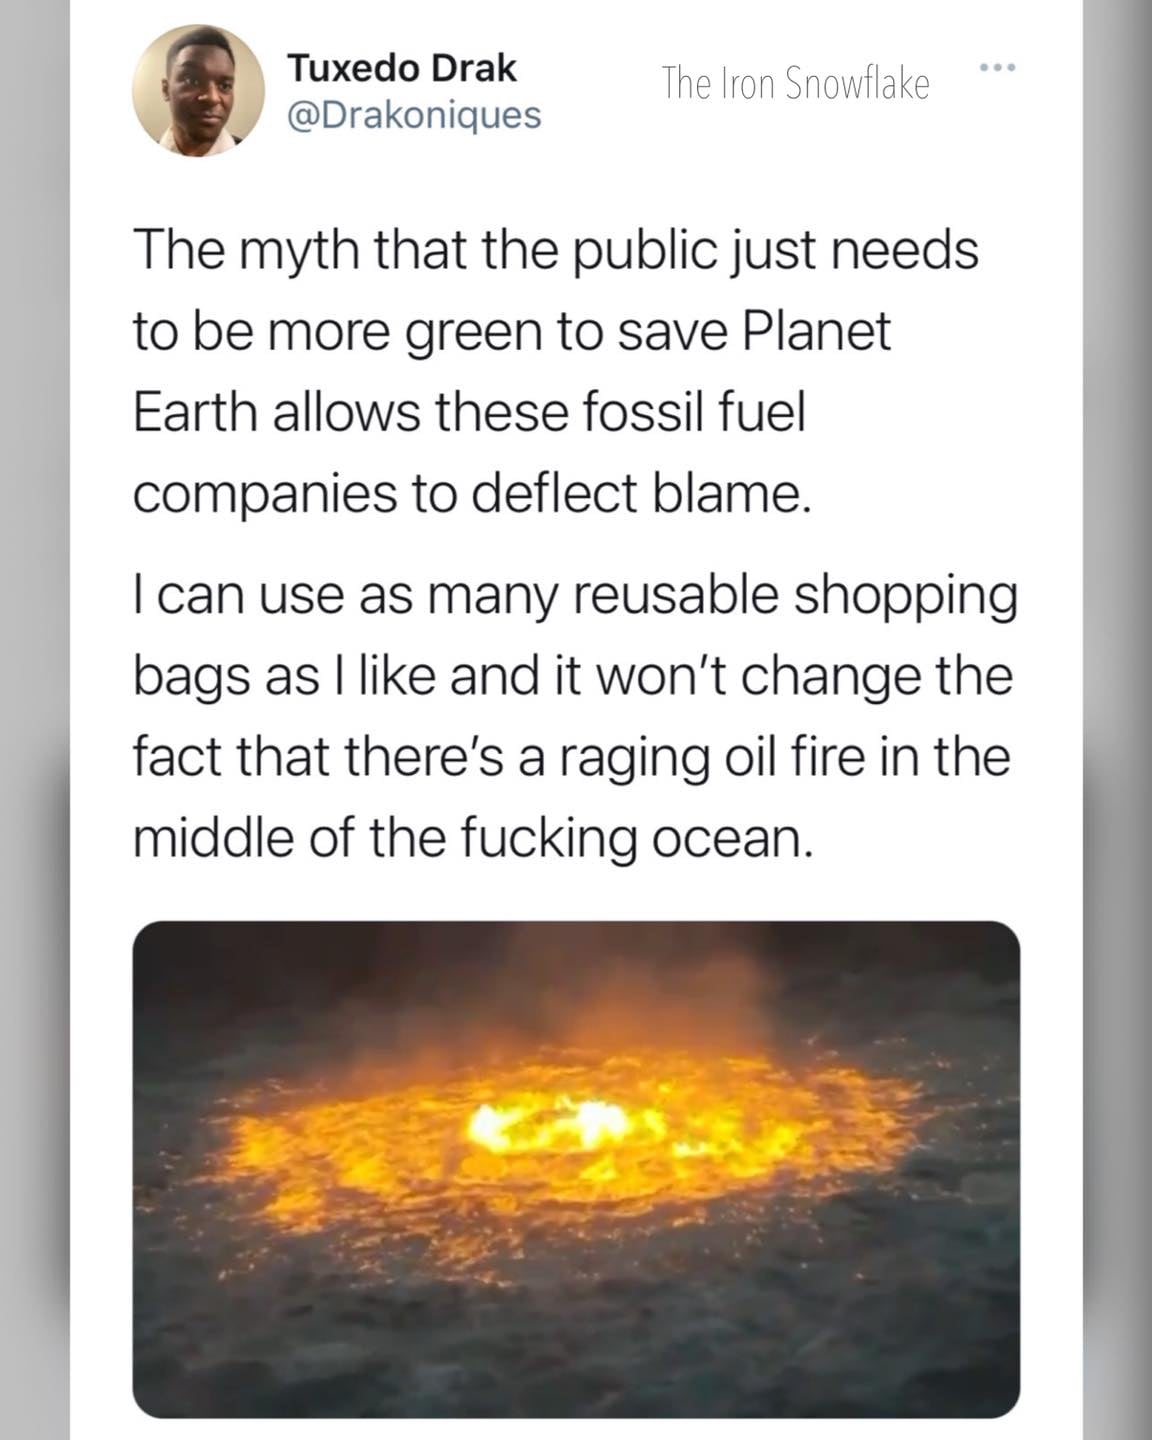 Tuxedo Drak
@Drakoniques
The Iron Snowflake
The myth that the public just needs
to be more green to save Planet
Earth allows these fossil fuel
companies to deflect blame.
I can use as many reusable shopping
bags as I like and it won't change the
fact that there's a raging oil fire in the
middle of the fucking ocean.